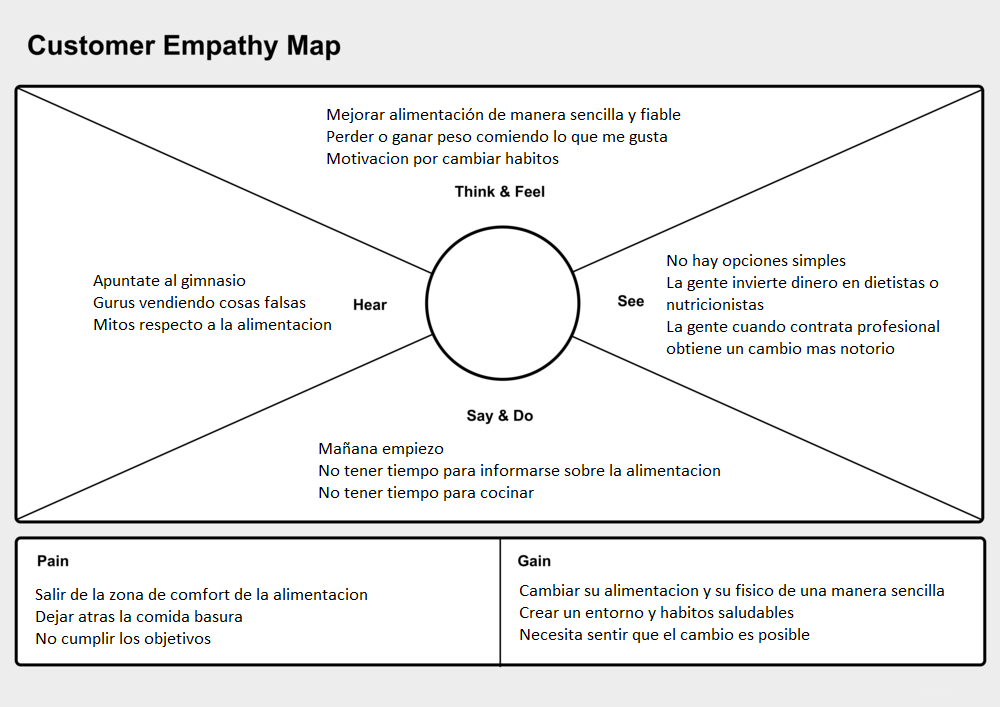 Customer Empathy Map
Mejorar alimentación de manera sencilla y fiable
Perder o ganar peso comiendo lo que me gusta
Motivacion por cambiar habitos
Think & Feel
Apuntate al gimnasio
Gurus vendiendo cosas falsas
Mitos respecto a la alimentacion
Hear
See
No hay opciones simples
La gente invierte dinero en dietistas o
nutricionistas
La gente cuando contrata profesional
obtiene un cambio mas notorio
Say & Do
Mañana empiezo
No tener tiempo para informarse sobre la alimentacion
No tener tiempo para cocinar
Pain
Salir de la zona de comfort de la alimentacion
Dejar atras la comida basura
No cumplir los objetivos
Gain
Cambiar su alimentacion y su fisico de una manera sencilla
Crear un entorno y habitos saludables
Necesita sentir que el cambio es posible